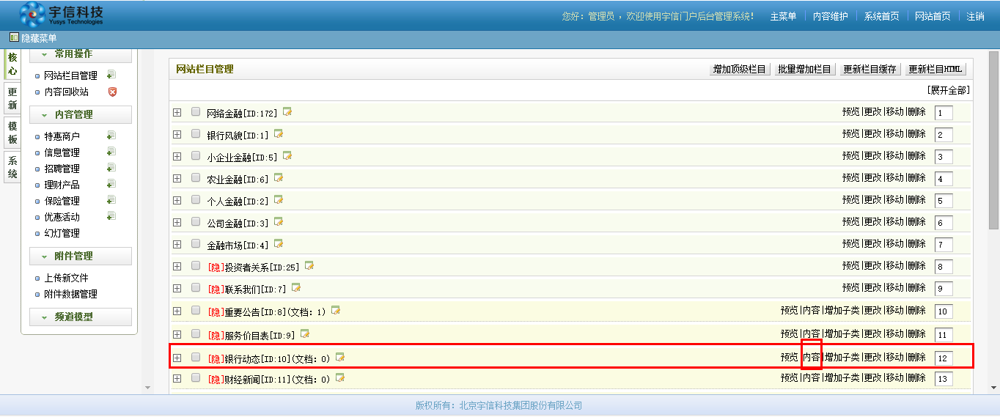 宇信科技
Yusys Technologies
您好：管理员 ，欢迎使用宇信门户后台管理系统! 主菜单 | 内容维护 | 系统首页 | 网站首页 | 注销
隐藏菜单
核心
更新
模板
系统
常用操作
网站栏目管理
内容回收站
内容管理
特惠商户
信息管理
招聘管理
理财产品
保险管理
优惠活动
幻灯管理
附件管理
上传新文件
附件数据管理
频道模型
网站栏目管理 增加顶级栏目 批量增加栏目 更新栏目缓存 更新栏目HTML
[展开全部]
网络金融[ID:172] 预览|更改|移动|删除 1
银行风貌[ID:1] 预览|更改|移动|删除 2
小企业金融[ID:5] 预览|更改|移动|删除 3
农业金融[ID:6] 预览|更改|移动|删除 4
个人金融[ID:2] 预览|更改|移动|删除 5
公司金融[ID:3] 预览|更改|移动|删除 6
金融市场[ID:4] 预览|更改|移动|删除 7
[隐]投资者关系[ID:25] 预览|更改|移动|删除 8
[隐]联系我们[ID:7] 预览|更改|移动|删除 9
[隐]重要公告[ID:8](文档：1) 预览|内容|增加子类|更改|移动|删除 10
[隐]服务价目表[ID:9] 预览|内容|增加子类|更改|移动|删除 11
[隐]银行动态[ID:10](文档：0) 预览|内容|增加子类|更改|移动|删除 12
[隐]财经新闻[ID:11](文档：0) 预览|内容|增加子类|更改|移动|删除 13
版权所有：北京宇信科技集团股份有限公司